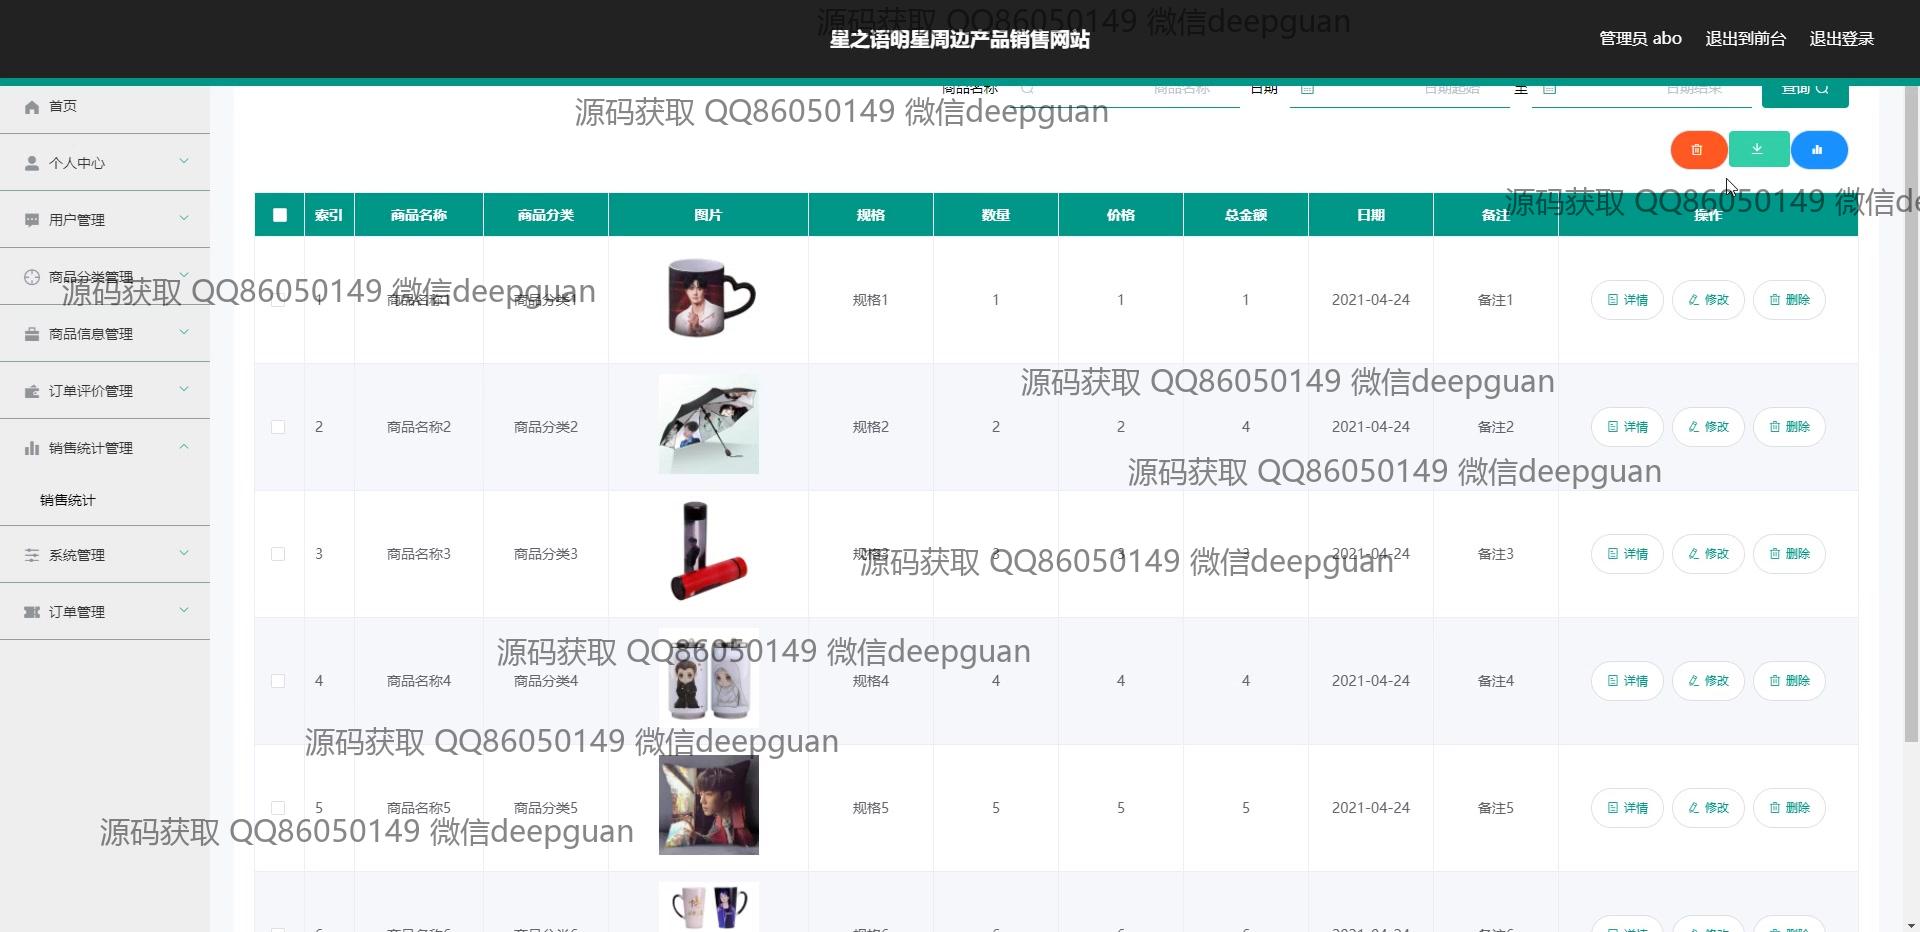 源码获取 QQ86050149 微信deepguan
星之语明星周边产品销售网站
管理员 abo 退出到前台 退出登录
商品名称 商品名称 日期 日期起始 至 日期结束 查询
源码获取 QQ86050149 微信deepguan
首页
个人中心
用户管理
商品分类管理
商品信息管理
订单评价管理
销售统计管理
销售统计
系统管理
订单管理
源码获取 QQ86050149 微信de
索引 商品名称 商品分类 图片 规格 数量 价格 总金额 日期 备注 操作
源码获取 QQ86050149 微信deepguan
1 商品名称1 商品分类1 规格1 1 1 1 2021-04-24 备注1 详情 修改 删除
源码获取 QQ86050149 微信deepguan
2 商品名称2 商品分类2 规格2 2 2 4 2021-04-24 备注2 详情 修改 删除
源码获取 QQ86050149 微信deepguan
3 商品名称3 商品分类3 规格3 3 3 3 2021-04-24 备注3 详情 修改 删除
源码获取 QQ86050149 微信deepguan
源码获取 QQ86050149 微信deepguan
4 商品名称4 商品分类4 规格4 4 4 4 2021-04-24 备注4 详情 修改 删除
源码获取 QQ86050149 微信deepguan
5 商品名称5 商品分类5 规格5 5 5 5 2021-04-24 备注5 详情 修改 删除
源码获取 QQ86050149 微信deepguan